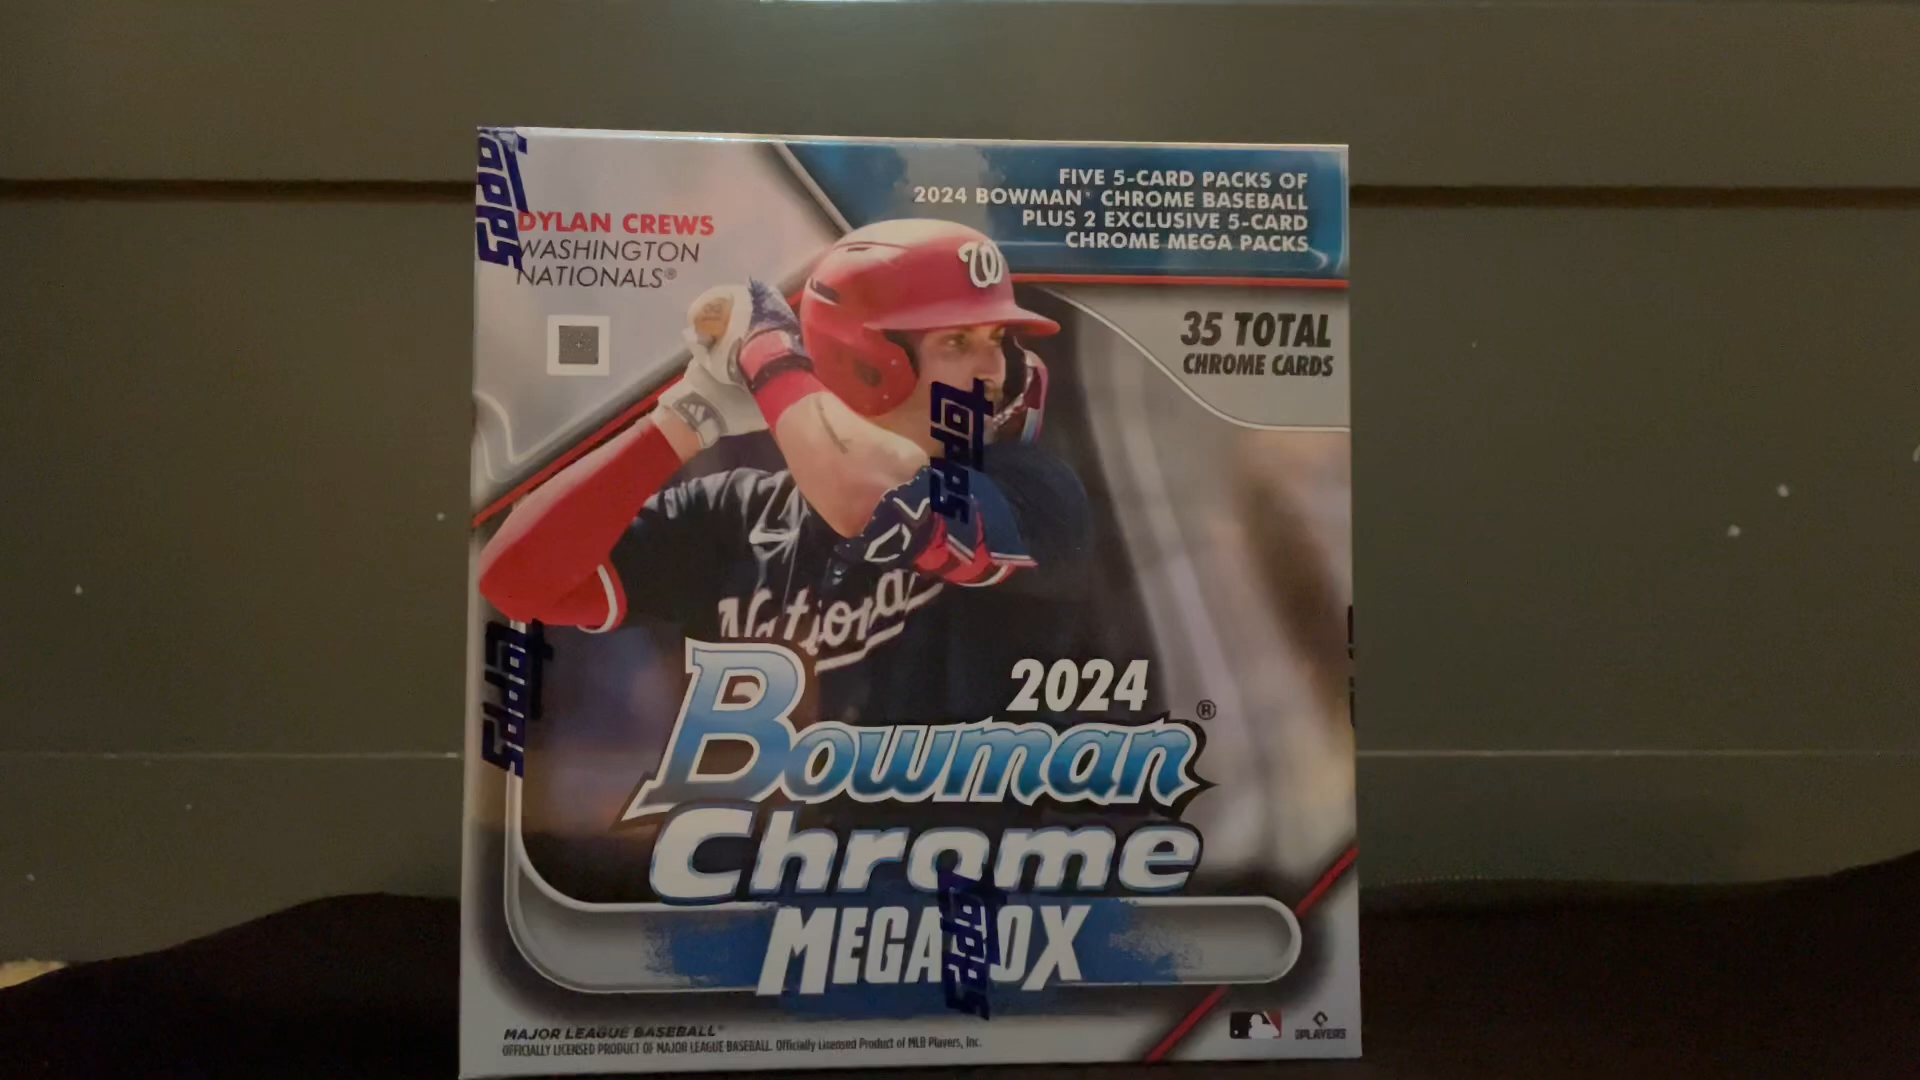 FIVE 5-CARD PACKS OF
2024 BOWMAN® CHROME BASEBALL
PLUS 2 EXCLUSIVE 5-CARD
CHROME MEGA PACKS
Topps
DYLAN CREWS
WASHINGTON
NATIONALS®
W
35 TOTAL
CHROME CARDS
Topps
Nationa
Topps
2024
Bowman®
Chrome
MEGA OX
Topps
MAJOR LEAGUE BASEBALL®
OFFICIALLY LICENSED PRODUCT OF MAJOR LEAGUE BASEBALL. Officially Licensed Product of MLB Players, Inc.
PLAYERS